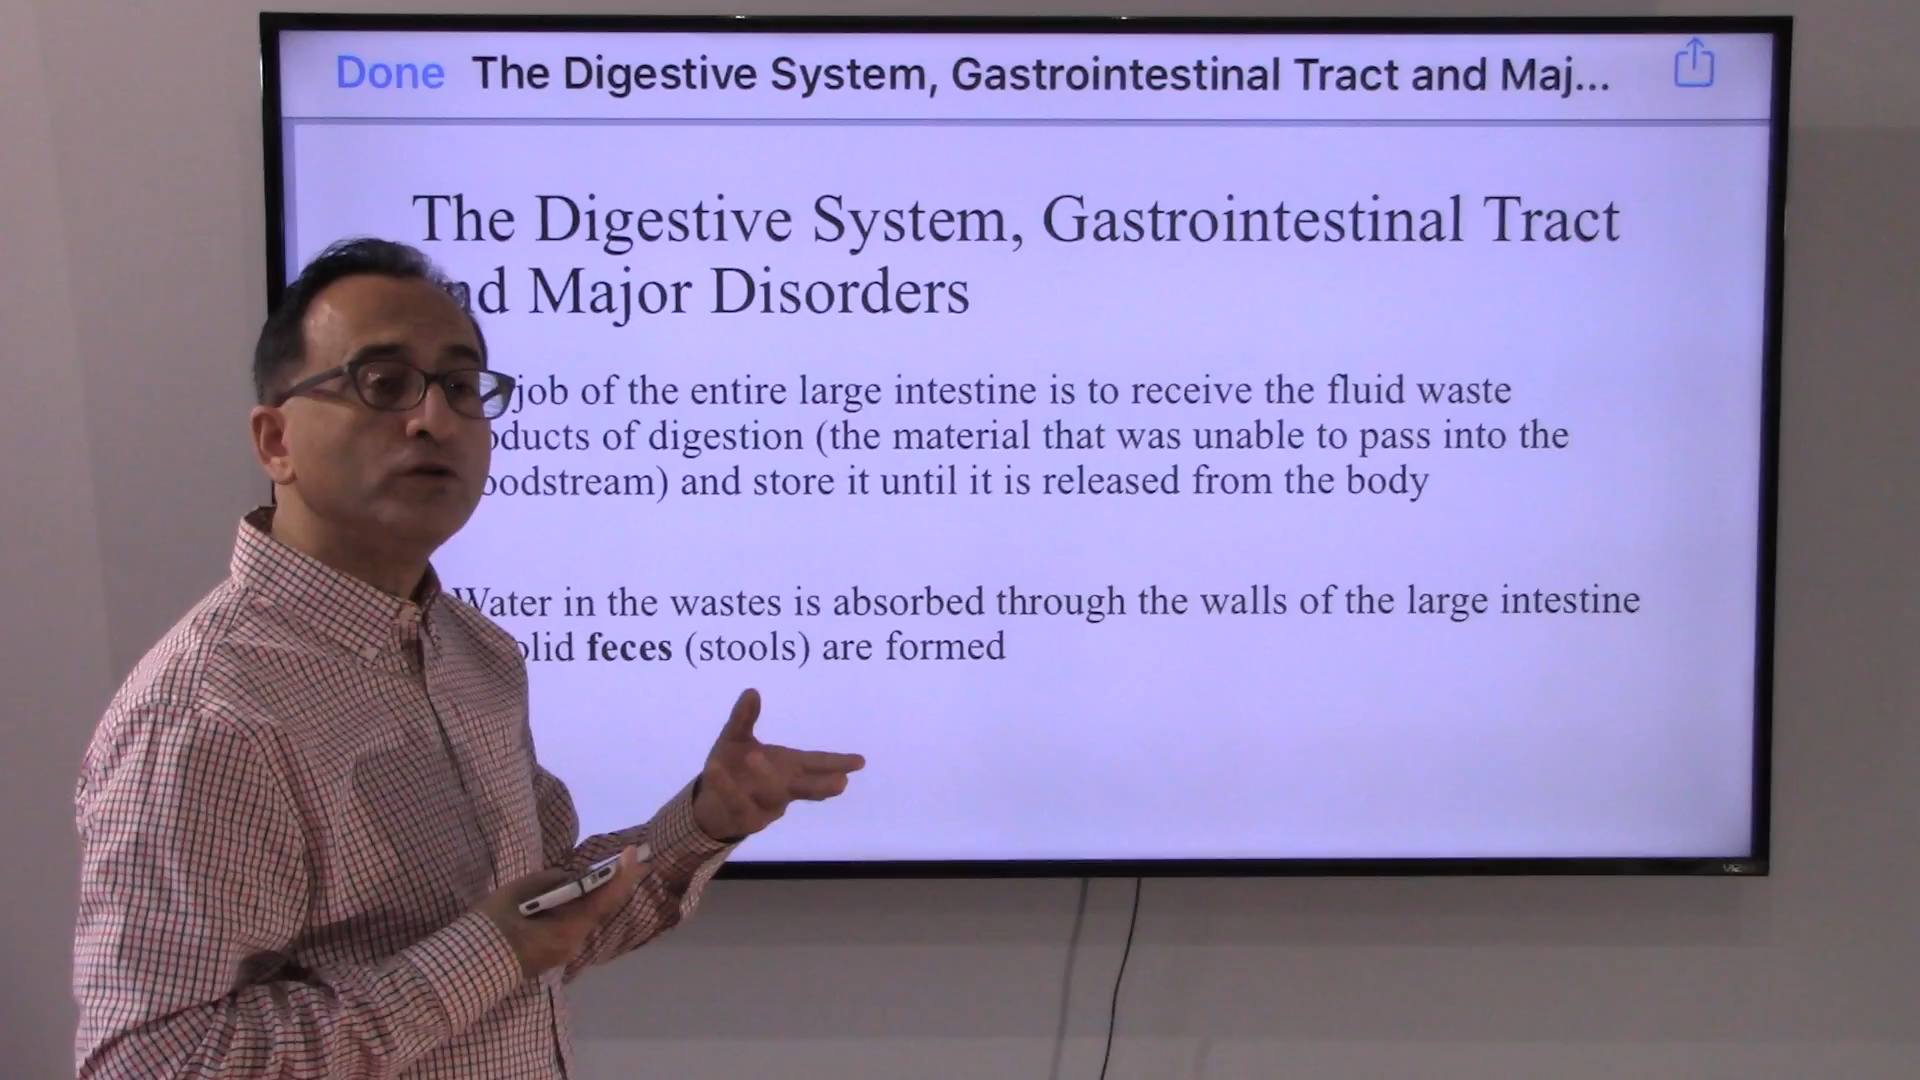 Done The Digestive System, Gastrointestinal Tract and Maj...
The Digestive System, Gastrointestinal Tract
Major Disorders
job of the entire large intestine is to receive the fluid waste
of digestion (the material that was unable to pass into the
and store it until it is released from the body
Water in the wastes is absorbed through the walls of the large intestine
feces (stools) are formed